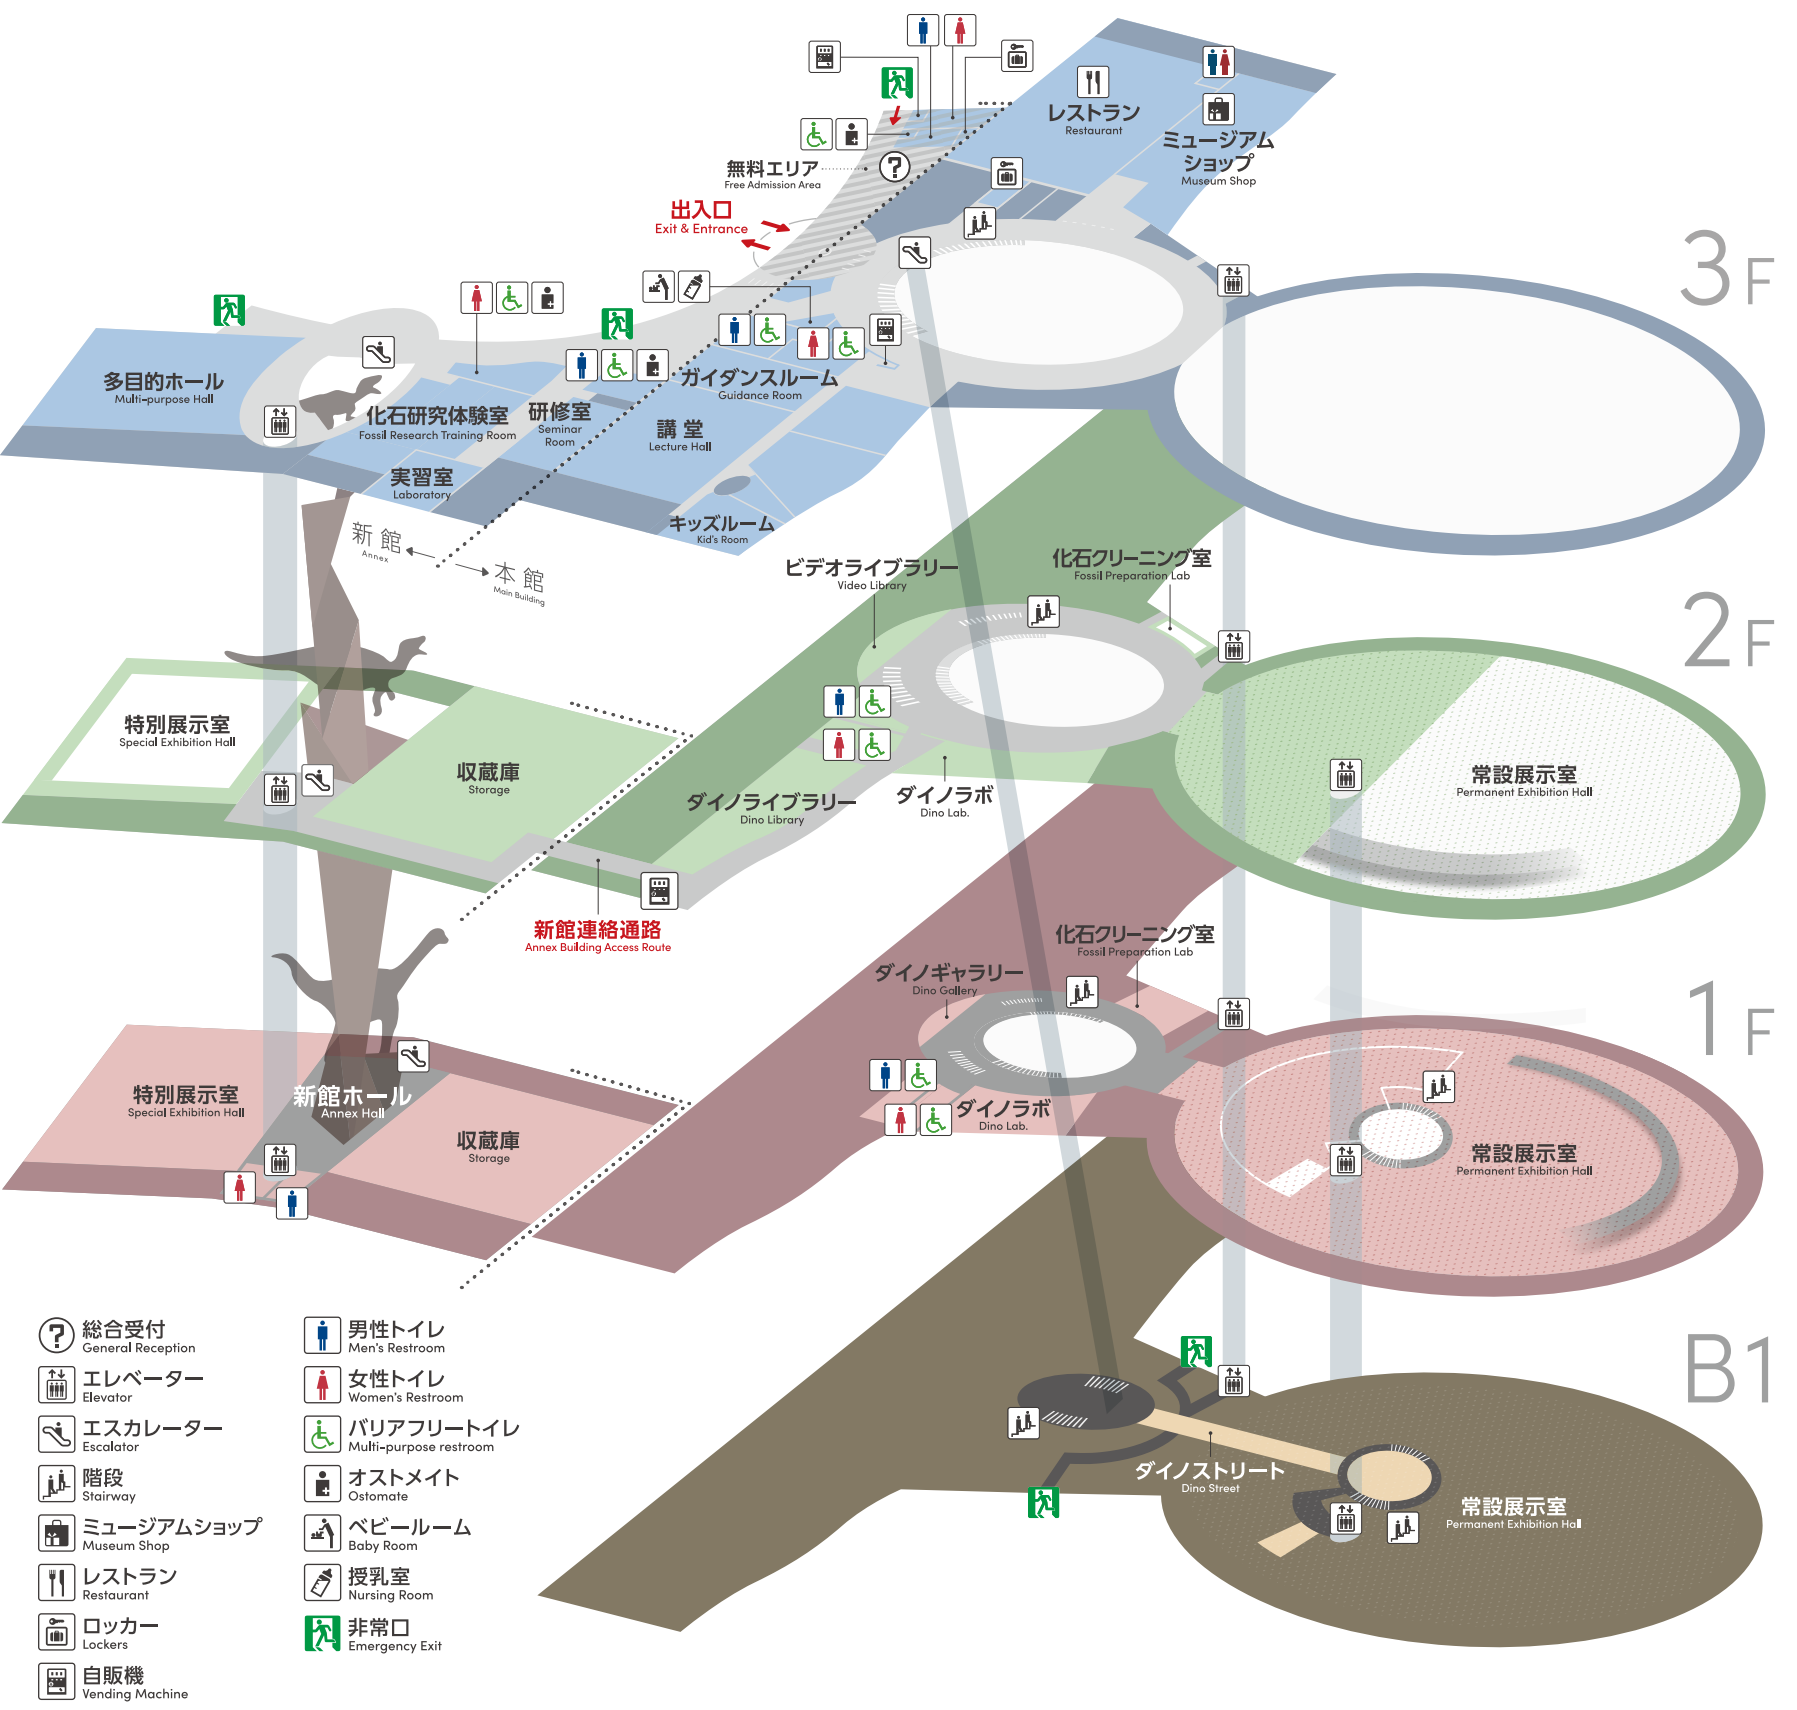 レストラン
Restaurant
ミュージアム
ショップ
Museum Shop
無料エリア
Free Admission Area
?
出入口
Exit & Entrance
3F
多目的ホール
Multi-purpose Hall
化石研究体験室
Fossil Research Training Room
研修室
Seminar
Room
ガイダンスルーム
Guidance Room
講堂
Lecture Hall
実習室
Laboratory
キッズルーム
Kid's Room
新館
Annex
本館
Main Building
2F
ビデオライブラリー
Video Library
化石クリーニング室
Fossil Preparation Lab
特別展示室
Special Exhibition Hall
収蔵庫
Storage
ダイノライブラリー
Dino Library
ダイノラボ
Dino Lab.
常設展示室
Permanent Exhibition Hall
新館連絡通路
Annex Building Access Route
1F
化石クリーニング室
Fossil Preparation Lab
ダイノギャラリー
Dino Gallery
特別展示室
Special Exhibition Hall
新館ホール
Annex Hall
収蔵庫
Storage
ダイノラボ
Dino Lab.
常設展示室
Permanent Exhibition Hall
B1
ダイノストリート
Dino Street
常設展示室
Permanent Exhibition Hall
?
総合受付
General Reception
エレベーター
Elevator
エスカレーター
Escalator
階段
Stairway
ミュージアムショップ
Museum Shop
レストラン
Restaurant
ロッカー
Lockers
自販機
Vending Machine
男性トイレ
Men's Restroom
女性トイレ
Women's Restroom
バリアフリートイレ
Multi-purpose restroom
オストメイト
Ostomate
ベビールーム
Baby Room
授乳室
Nursing Room
非常口
Emergency Exit